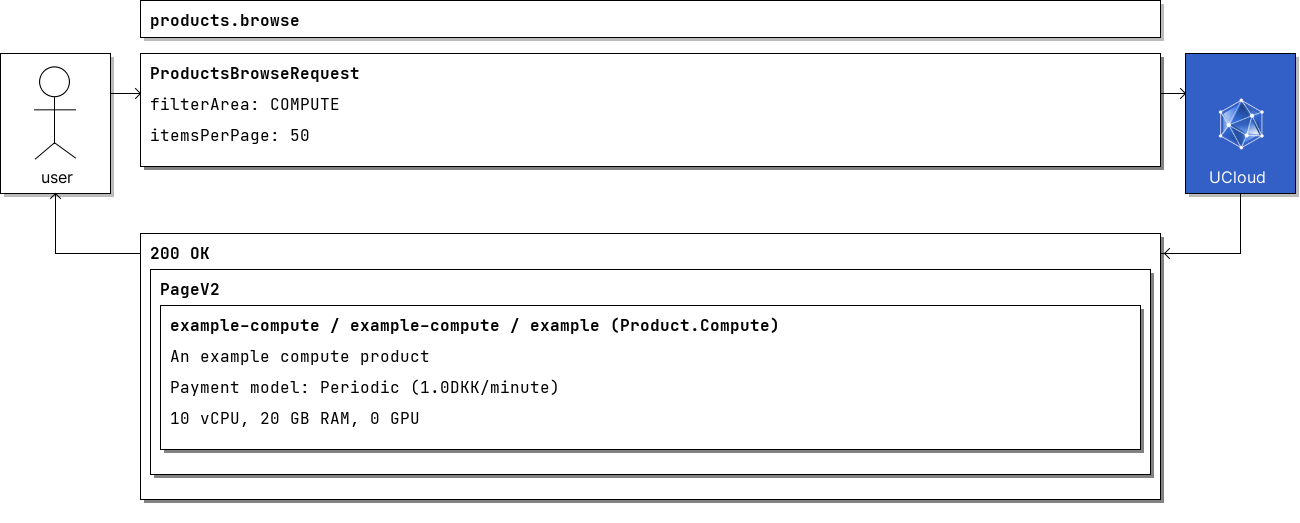 products.browse
ProductsBrowseRequest
filterArea: COMPUTE
itemsPerPage: 50
user
UCloud
200 OK
PageV2
example-compute / example-compute / example (Product.Compute)
An example compute product
Payment model: Periodic (1.0DKK/minute)
10 vCPU, 20 GB RAM, 0 GPU